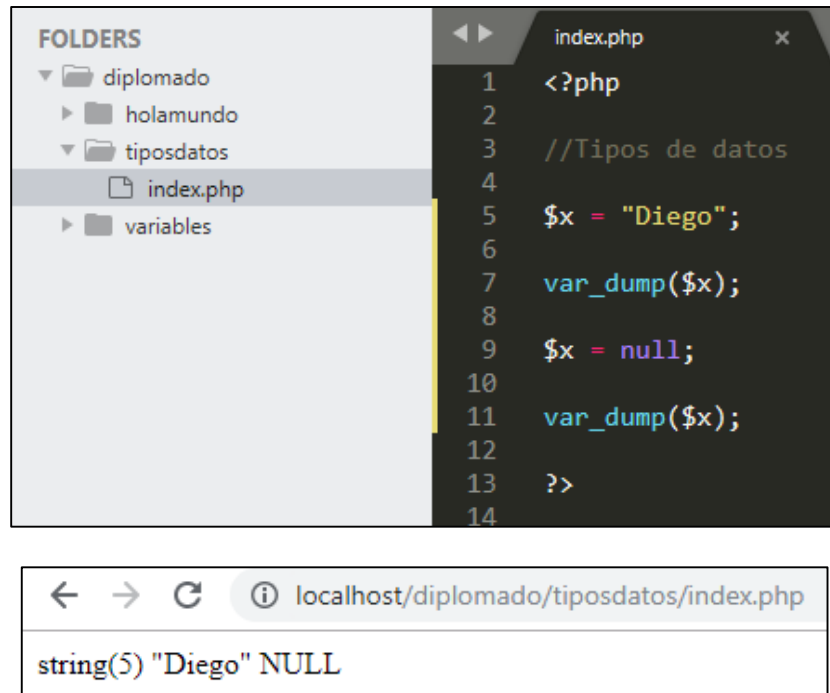 FOLDERS
diplomado
holamundo
tiposdatos
index.php
variables
index.php ×
1 <?php
2
3 //Tipos de datos
4
5 $x = "Diego";
6
7 var_dump($x);
8
9 $x = null;
10
11 var_dump($x);
12
13 ?>
14
localhost/diplomado/tiposdatos/index.php
string(5) "Diego" NULL